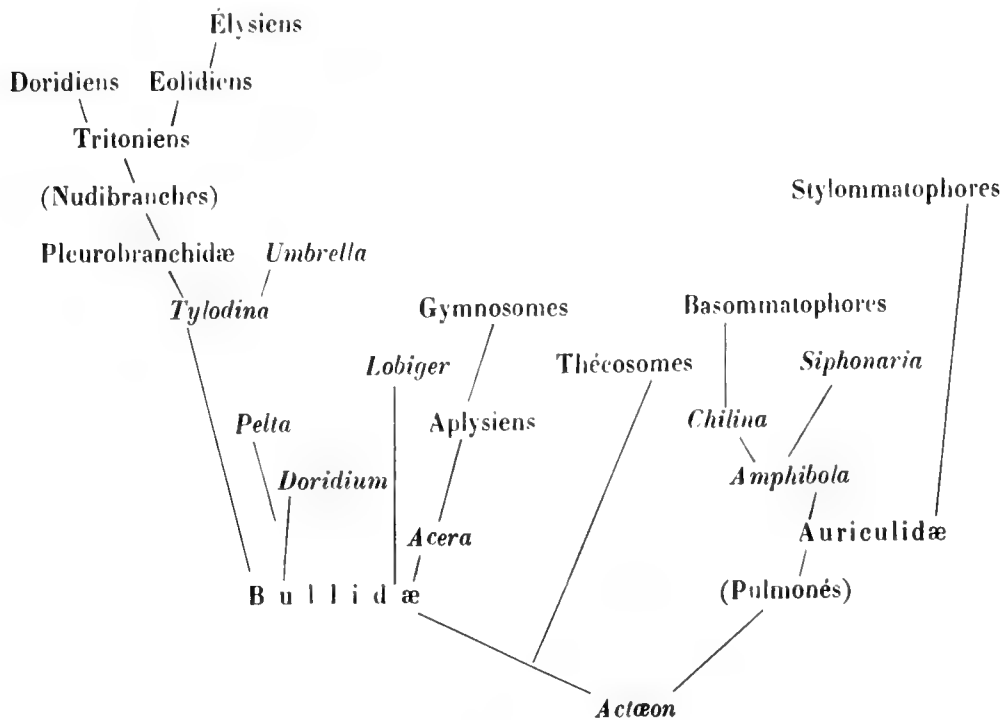 Élysiens
Doridiens Eolidiens
Tritoniens
(Nudibranches) Stylommatophores
Pleurobranchidæ Umbrella
Tylodina Gymnosomes Basommatophores
Lobiger Thécosomes Siphonaria
Pelta Aplysiens Chilina
Doridium Amphibola
Acera Auriculidæ
Bullidæ (Pulmonés)
Actæon